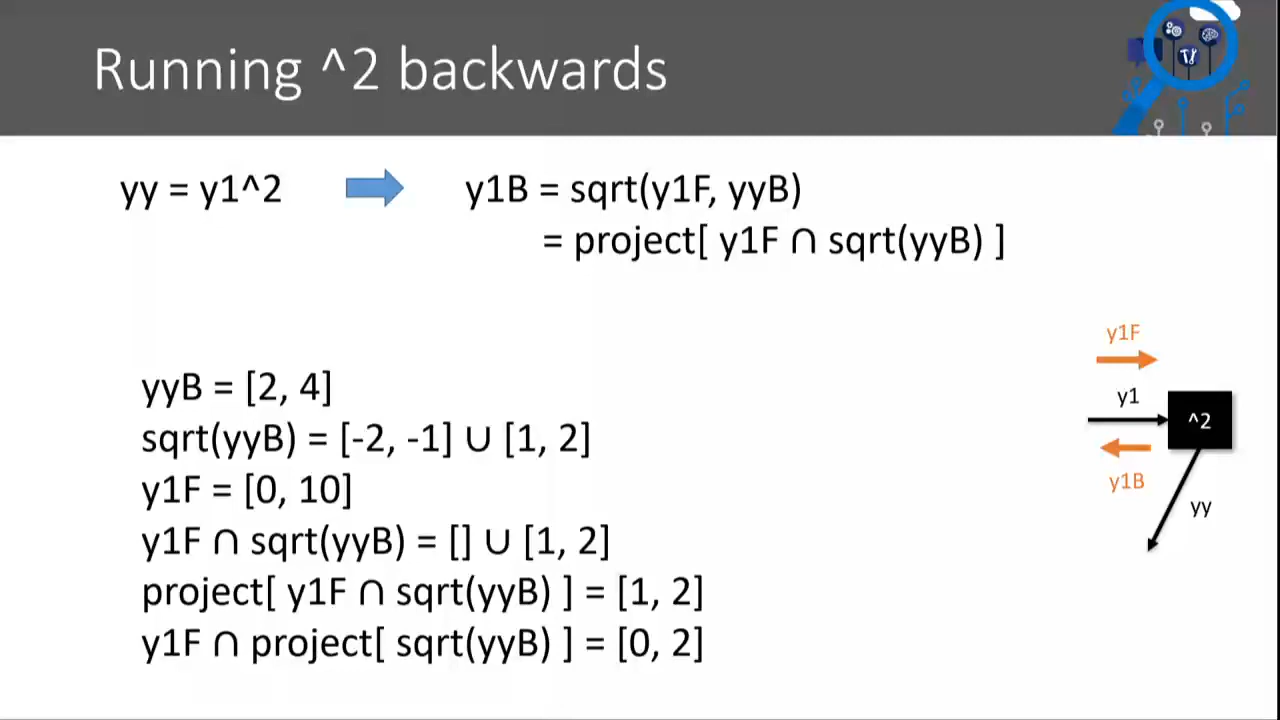 Running ^2 backwards
yy = y1^2
y1B = sqrt(y1F, yyB)
= project[ y1F ∩ sqrt(yyB) ]
yyB = [2, 4]
sqrt(yyB) = [-2, -1] ∪ [1, 2]
y1F = [0, 10]
y1F ∩ sqrt(yyB) = [] ∪ [1, 2]
project[ y1F ∩ sqrt(yyB) ] = [1, 2]
y1F ∩ project[ sqrt(yyB) ] = [0, 2]
y1F
y1
^2
y1B
yy